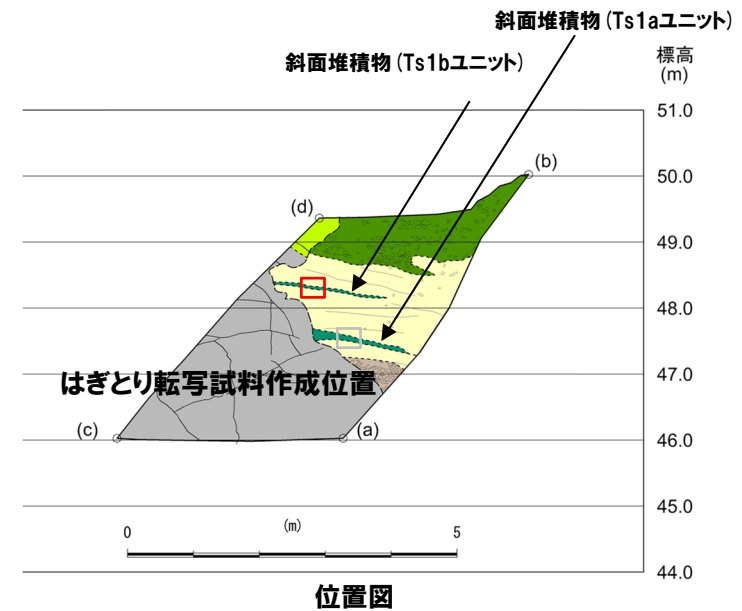 斜面堆積物(Ts1aユニット)
斜面堆積物(Ts1bユニット)
標高
(m)
51.0
(b)
50.0
(d)
49.0
48.0
47.0
はぎとり転写試料作成位置
(c)
(a)
46.0
45.0
0
(m)
5
44.0
位置図